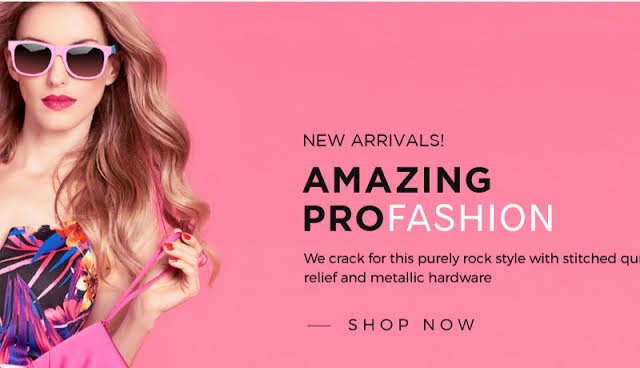 NEW ARRIVALS!
AMAZING
PROFASHION
We crack for this purely rock style with stitched
relief and metallic hardware
SHOP NOW